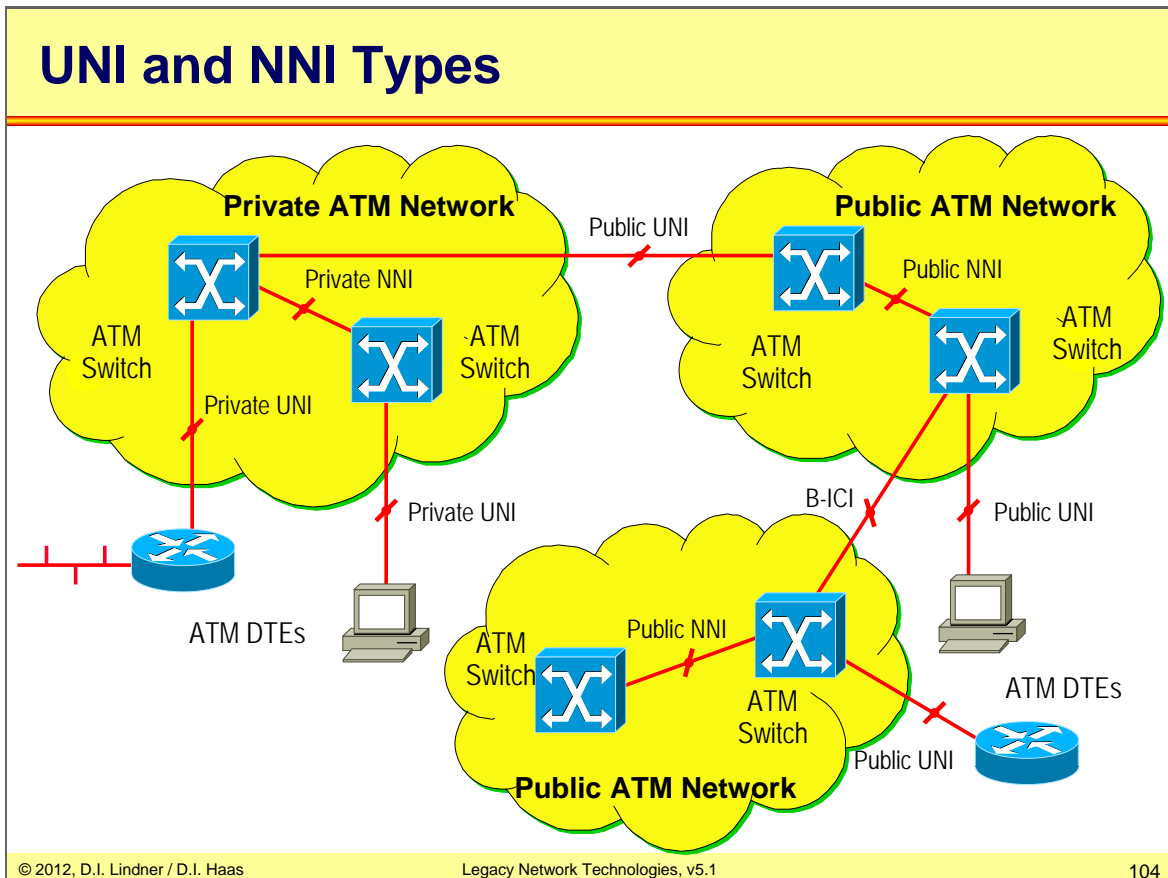 UNI and NNI Types
Private ATM Network
Public UNI
Public ATM Network
Private NNI
Public NNI
ATM
Switch
ATM
Switch
ATM
Switch
ATM
Switch
Private UNI
Private UNI
B-ICI
Public UNI
ATM DTEs
ATM
Switch
Public NNI
ATM
Switch
ATM DTEs
Public UNI
Public ATM Network
© 2012, D.I. Lindner / D.I. Haas
Legacy Network Technologies, v5.1
104